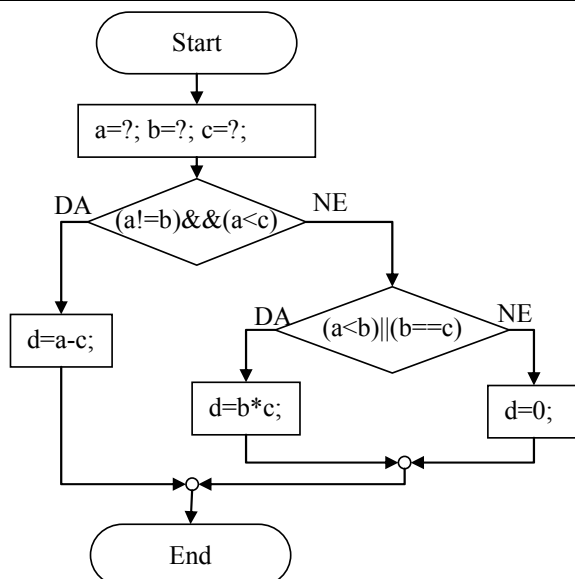 Start
a=?; b=?; c=?;
DA
(a!=b)&&(a<c)
NE
DA
(a<b)||(b==c)
NE
d=a-c;
d=b*c;
d=0;
End